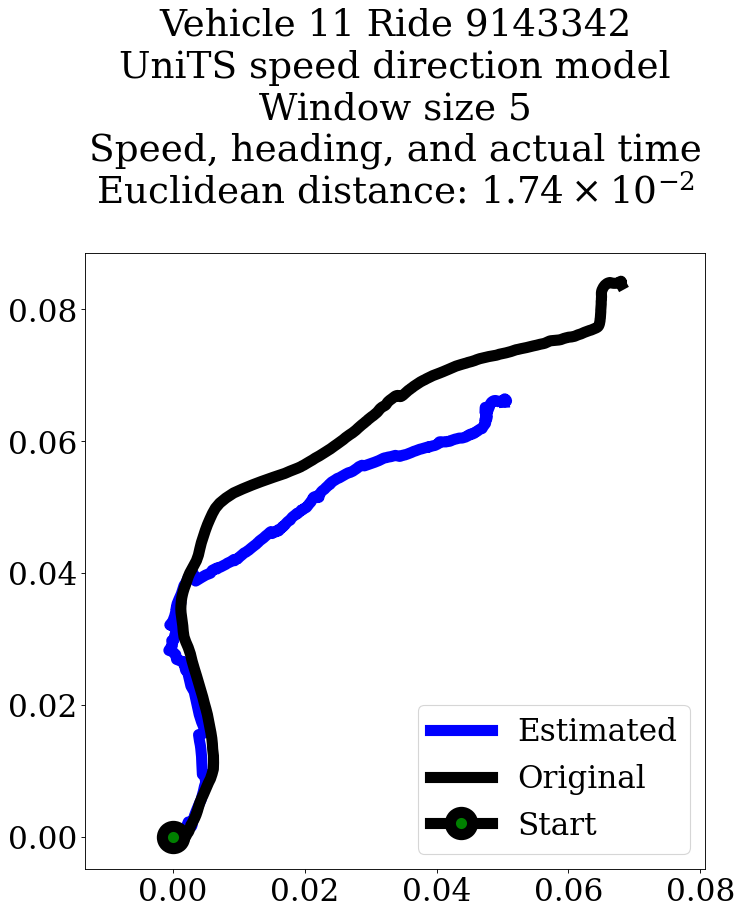 Vehicle 11 Ride 9143342
UniTS speed direction model
Window size 5
Speed, heading, and actual time
Euclidean distance: 1.74 × 10⁻²
0.08
0.06
0.04
0.02
0.00
Estimated
Original
Start
0.00 0.02 0.04 0.06 0.08